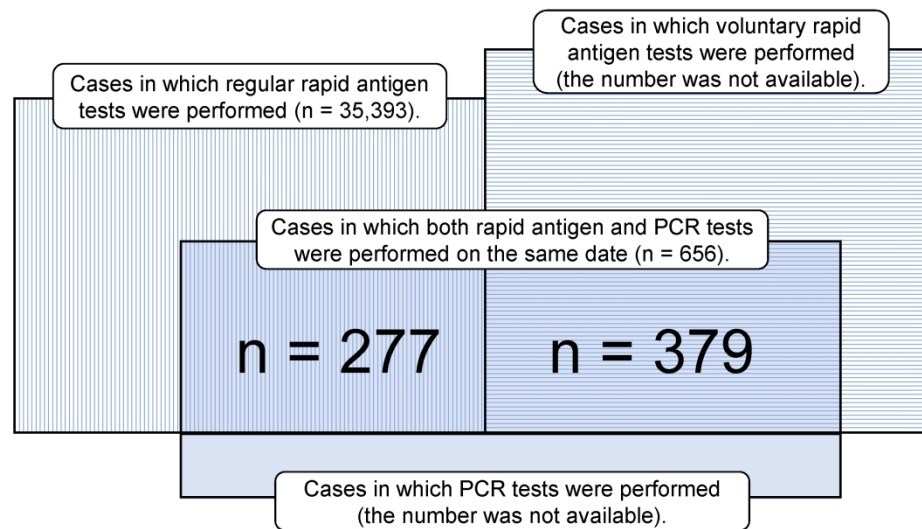 Cases in which voluntary rapid
antigen tests were performed
(the number was not available).
Cases in which regular rapid antigen
tests were performed (n = 35,393).
Cases in which both rapid antigen and PCR tests
were performed on the same date (n = 656).
n = 277
n = 379
Cases in which PCR tests were performed
(the number was not available).